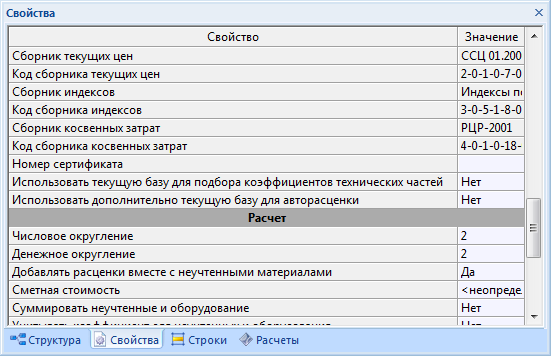 Свойства
Свойство Значение
Сборник текущих цен ССЦ 01.200
Код сборника текущих цен 2-0-1-0-7-0
Сборник индексов Индексы по
Код сборника индексов 3-0-5-1-8-0
Сборник косвенных затрат РЦР-2001
Код сборника косвенных затрат 4-0-1-0-18-
Номер сертификата
Использовать текущую базу для подбора коэффициентов технических частей Нет
Использовать дополнительно текущую базу для авторасценки Нет
Расчет
Числовое округление 2
Денежное округление 2
Добавлять расценки вместе с неучтенными материалами Да
Сметная стоимость <неопреде
Суммировать неучтенные и оборудование Нет
Структура Свойства Строки Расчеты